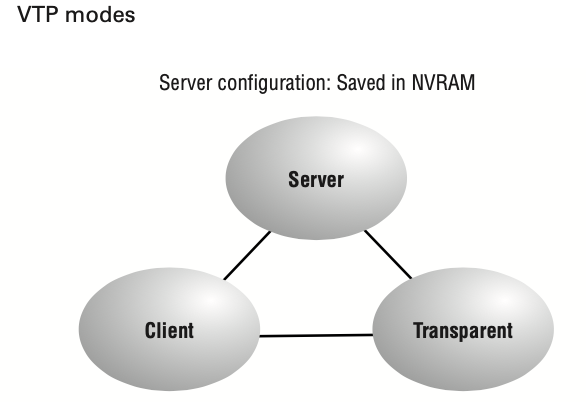 VTP modes
Server configuration: Saved in NVRAM
Server
Client
Transparent